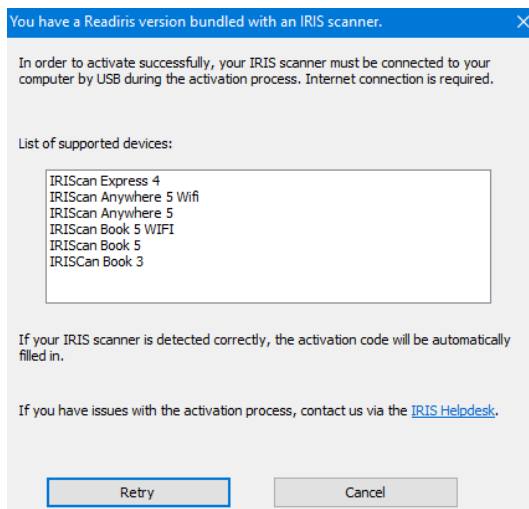 You have a Readiris version bundled with an IRIS scanner.
In order to activate successfully, your IRIS scanner must be connected to your
computer by USB during the activation process. Internet connection is required.
List of supported devices:
IRIScan Express 4
IRIScan Anywhere 5 Wifi
IRIScan Anywhere 5
IRIScan Book 5 WIFI
IRIScan Book 5
IRISCan Book 3
If your IRIS scanner is detected correctly, the activation code will be automatically
filled in.
If you have issues with the activation process, contact us via the IRIS Helpdesk.
Retry
Cancel